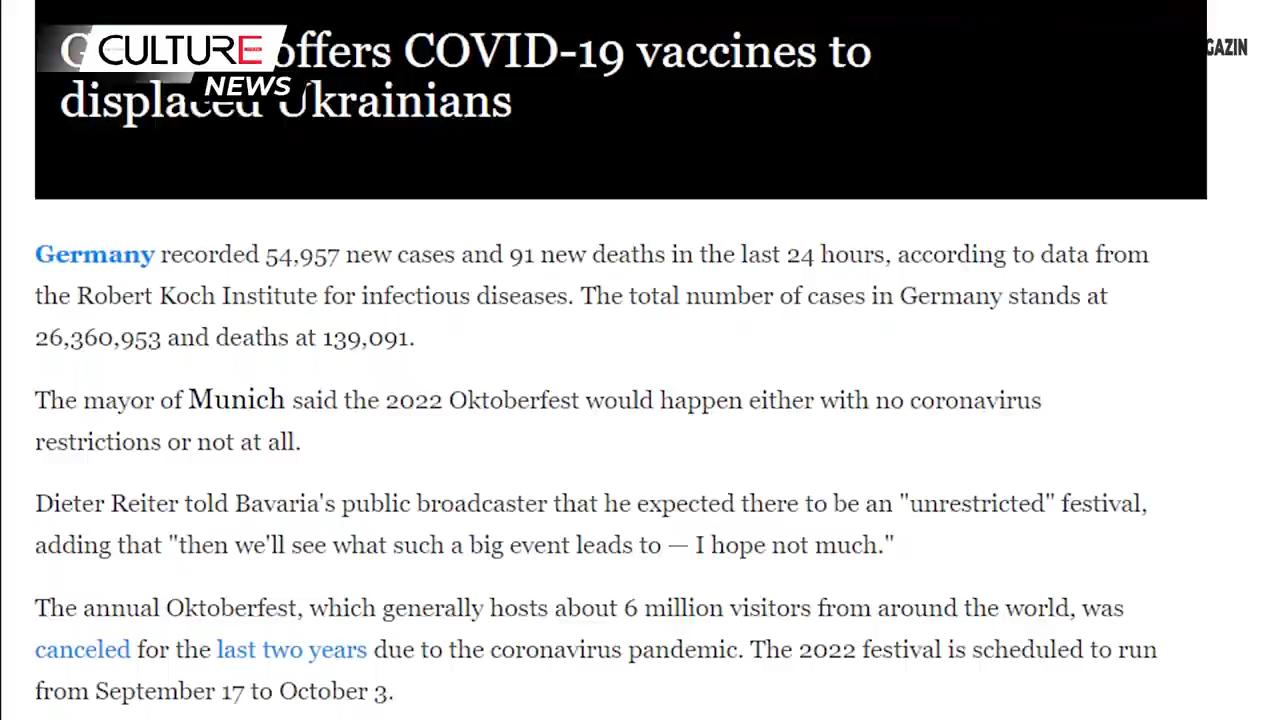 CULTURE
NEWS
offers COVID-19 vaccines to
displaced Ukrainians
GAZIN
Germany recorded 54,957 new cases and 91 new deaths in the last 24 hours, according to data from
the Robert Koch Institute for infectious diseases. The total number of cases in Germany stands at
26,360,953 and deaths at 139,091.
The mayor of Munich said the 2022 Oktoberfest would happen either with no coronavirus
restrictions or not at all.
Dieter Reiter told Bavaria's public broadcaster that he expected there to be an "unrestricted" festival,
adding that "then we'll see what such a big event leads to — I hope not much."
The annual Oktoberfest, which generally hosts about 6 million visitors from around the world, was
canceled for the last two years due to the coronavirus pandemic. The 2022 festival is scheduled to run
from September 17 to October 3.